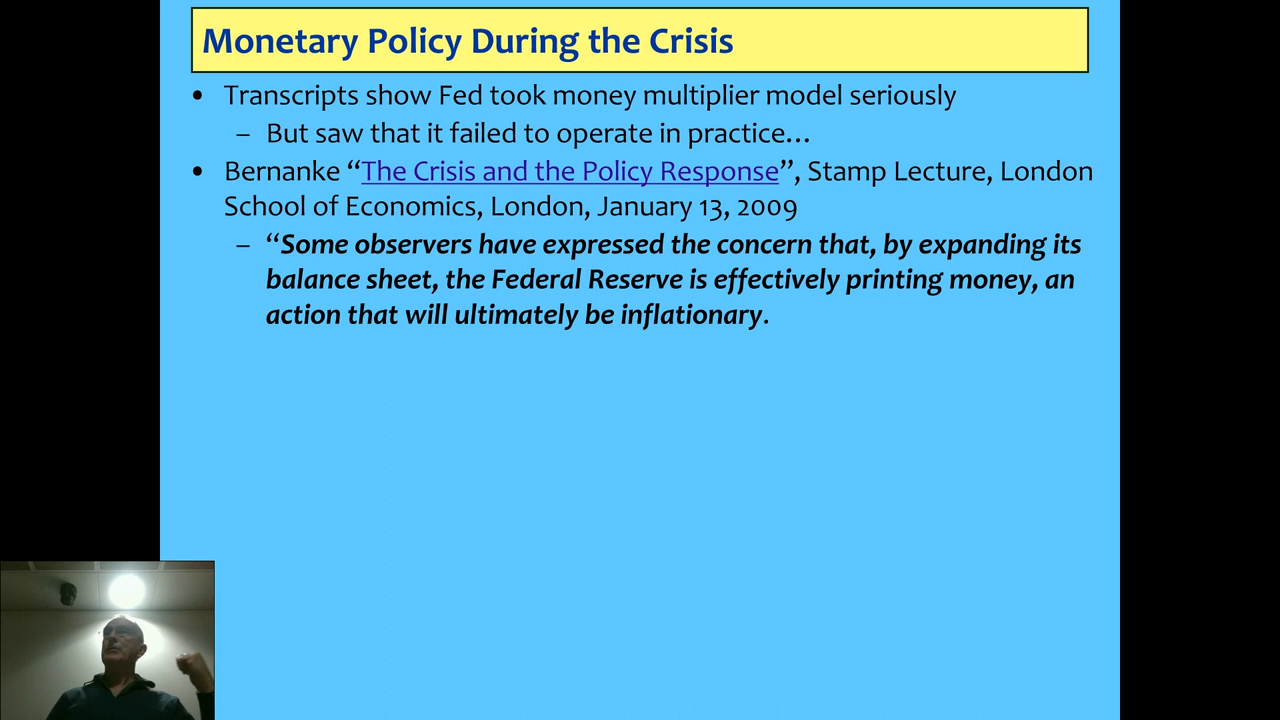 Monetary Policy During the Crisis
• Transcripts show Fed took money multiplier model seriously
– But saw that it failed to operate in practice…
• Bernanke “The Crisis and the Policy Response”, Stamp Lecture, London
School of Economics, London, January 13, 2009
– “Some observers have expressed the concern that, by expanding its
balance sheet, the Federal Reserve is effectively printing money, an
action that will ultimately be inflationary.